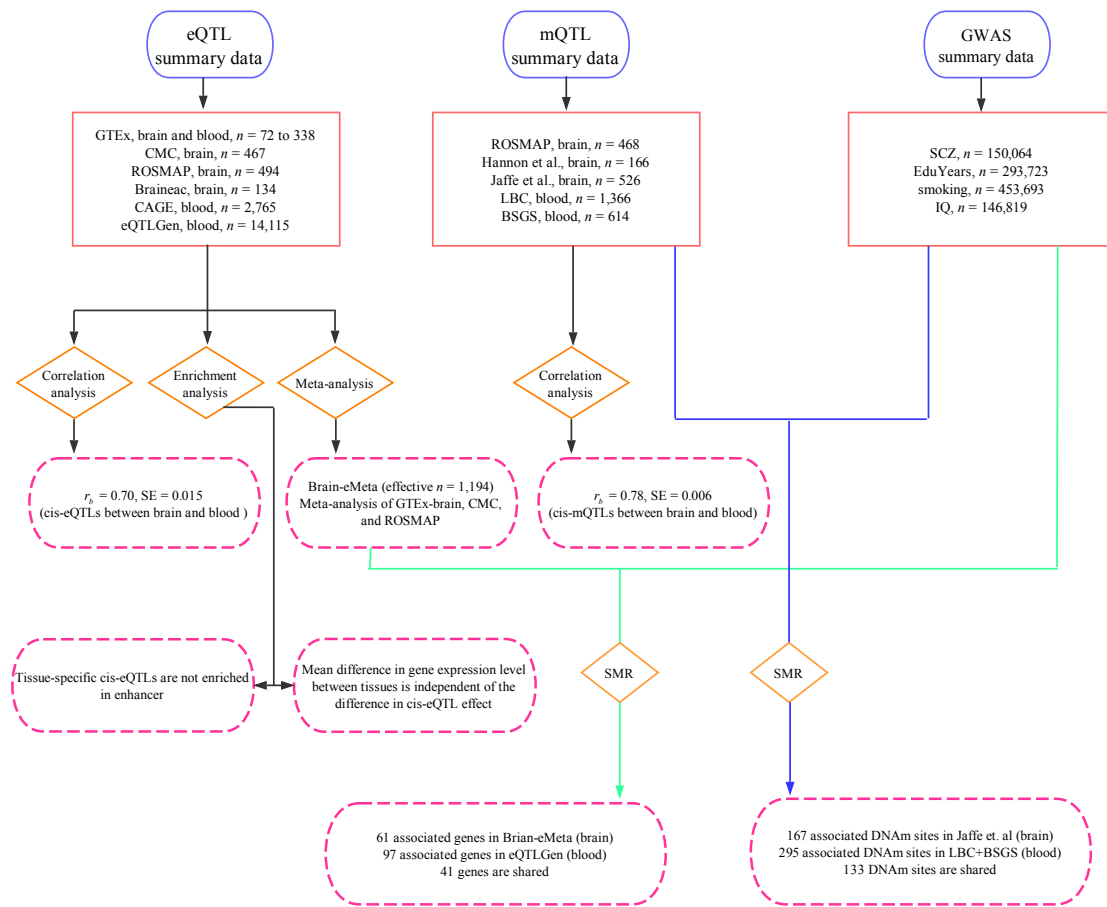 eQTL
summary data
mQTL
summary data
GWAS
summary data
GTEx, brain and blood, n = 72 to 338
CMC, brain, n = 467
ROSMAP, brain, n = 494
Braineac, brain, n = 134
CAGE, blood, n = 2,765
eQTLGen, blood, n = 14,115
ROSMAP, brain, n = 468
Hannon et al., brain, n = 166
Jaffe et al., brain, n = 526
LBC, blood, n = 1,366
BSGS, blood, n = 614
SCZ, n = 150,064
EduYears, n = 293,723
smoking, n = 453,693
IQ, n = 146,819
Correlation
analysis
Enrichment
analysis
Meta-analysis
Correlation
analysis
r_b = 0.70, SE = 0.015
(cis-eQTLs between brain and blood )
Brain-eMeta (effective n = 1,194)
Meta-analysis of GTEx-brain, CMC,
and ROSMAP
r_b = 0.78, SE = 0.006
(cis-mQTLs between brain and blood)
Tissue-specific cis-eQTLs are not enriched
in enhancer
Mean difference in gene expression level
between tissues is independent of the
difference in cis-eQTL effect
SMR
SMR
61 associated genes in Brian-eMeta (brain)
97 associated genes in eQTLGen (blood)
41 genes are shared
167 associated DNAm sites in Jaffe et. al (brain)
295 associated DNAm sites in LBC+BSGS (blood)
133 DNAm sites are shared